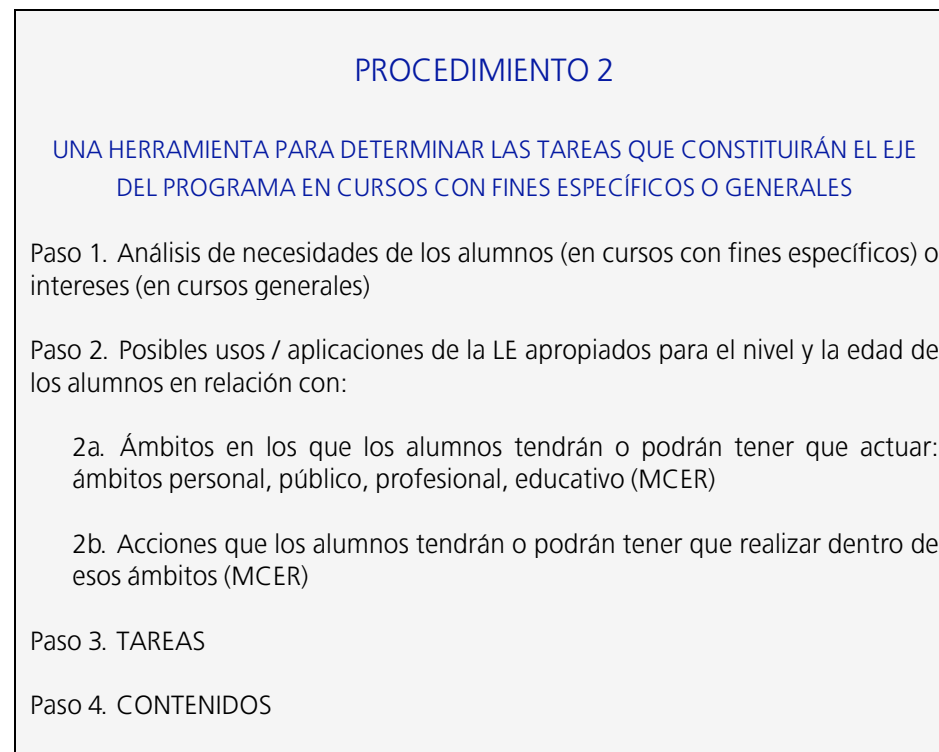 PROCEDIMIENTO 2
UNA HERRAMIENTA PARA DETERMINAR LAS TAREAS QUE CONSTITUIRÁN EL EJE
DEL PROGRAMA EN CURSOS CON FINES ESPECÍFICOS O GENERALES
Paso 1. Análisis de necesidades de los alumnos (en cursos con fines específicos) o
intereses (en cursos generales)
Paso 2. Posibles usos / aplicaciones de la LE apropiados para el nivel y la edad de
los alumnos en relación con:
2a. Ámbitos en los que los alumnos tendrán o podrán tener que actuar:
ámbitos personal, público, profesional, educativo (MCER)
2b. Acciones que los alumnos tendrán o podrán tener que realizar dentro de
esos ámbitos (MCER)
Paso 3. TAREAS
Paso 4. CONTENIDOS